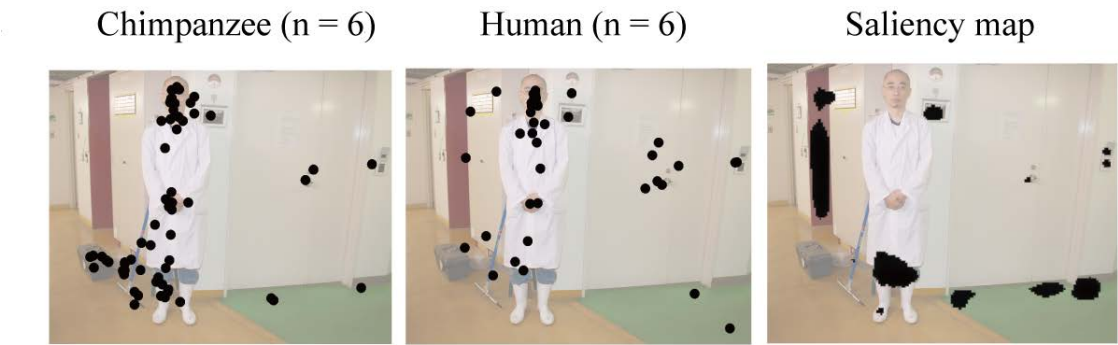 Chimpanzee (n = 6)
Human (n = 6)
Saliency map